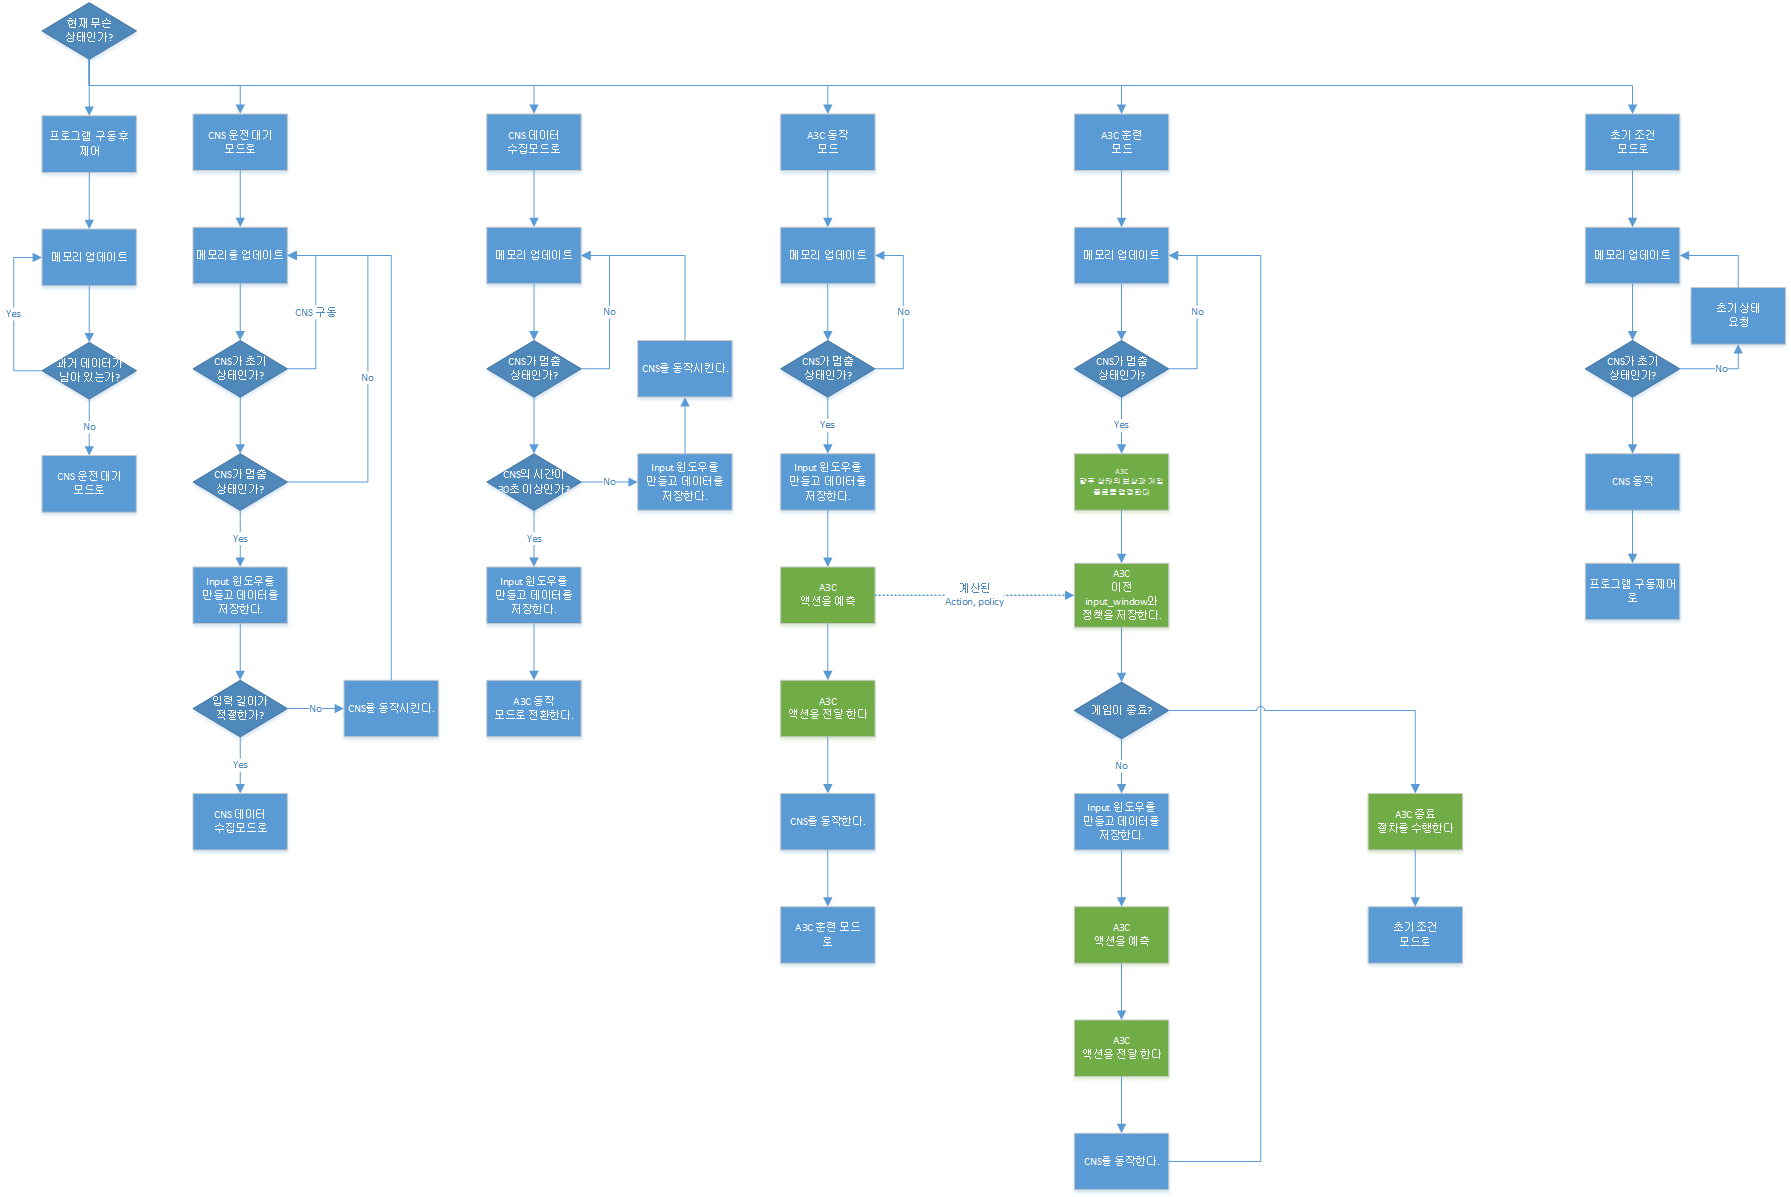 현재 무슨
상태인가?
프로그램 구동 후
제어
메모리 업데이트
Yes
과거 데이터가
남아 있는가?
No
CNS 운전 대기
모드로
CNS 운전 대기
모드로
메모리를 업데이트
CNS 구동
CNS가 초기
상태인가?
No
CNS가 멈춤
상태인가?
Yes
Input 윈도우를
만들고 데이터를
저장한다.
입력 길이가
적절한가?
No
CNS를 동작시킨다.
Yes
CNS 데이터
수집모드로
CNS 데이터
수집모드로
메모리 업데이트
No
CNS가 멈춤
상태인가?
CNS를 동작시킨다.
CNS의 시간이
30초 이상인가?
No
Input 윈도우를
만들고 데이터를
저장한다.
Yes
Input 윈도우를
만들고 데이터를
저장한다.
A3C 동작
모드로 전환한다.
A3C 동작
모드
메모리 업데이트
No
CNS가 멈춤
상태인가?
Yes
Input 윈도우를
만들고 데이터를
저장한다.
A3C
액션을 예측
계산된
Action, policy
A3C
액션을 전달 한다
CNS를 동작한다.
A3C 훈련 모드
로
A3C 훈련
모드
메모리 업데이트
No
CNS가 멈춤
상태인가?
Yes
A3C
상태의 보상과 게임
종료를 결정한다
A3C
이전
input_window와
정책을 저장한다.
게임이 종료?
No
Input 윈도우를
만들고 데이터를
저장한다.
A3C
액션을 예측
A3C
액션을 전달 한다
CNS를 동작한다.
A3C 종료
절차를 수행한다
초기 조건
모드로
초기 조건
모드로
메모리 업데이트
초기 상태
요청
CNS가 초기
상태인가?
No
CNS 동작
프로그램 구동제어
로